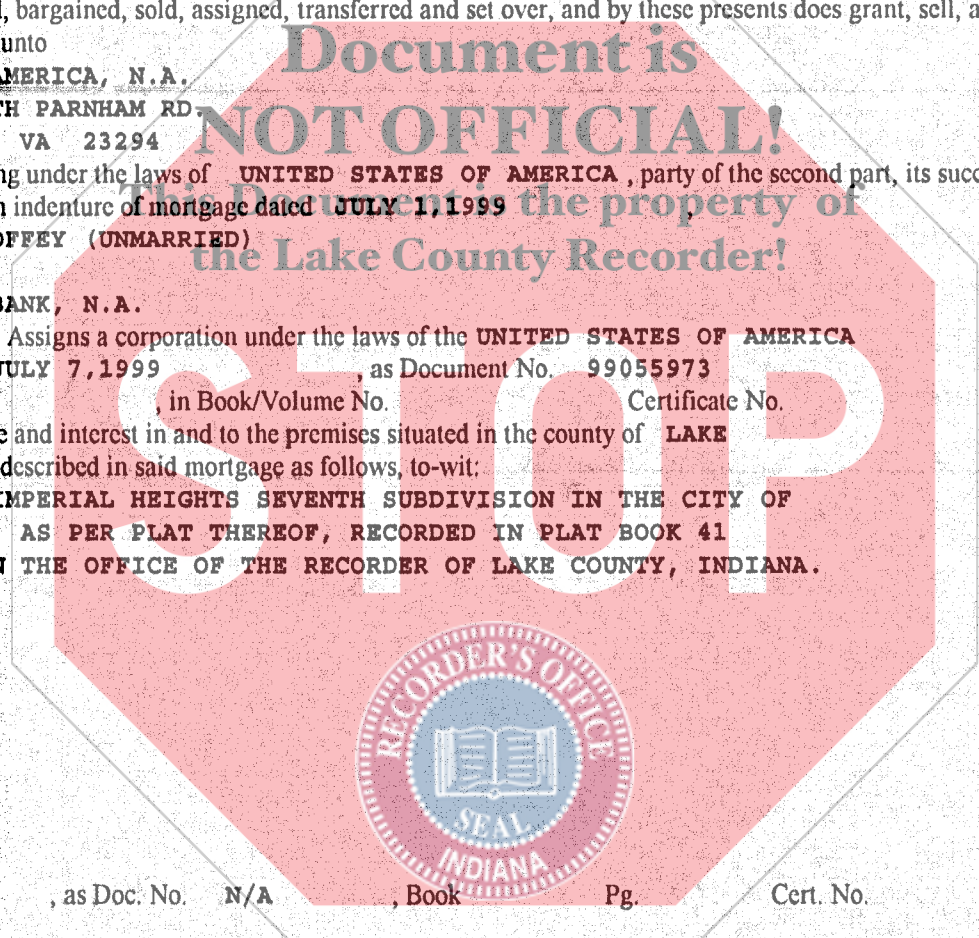 , bargained, sold, assigned, transferred and set over, and by these presents does grant, sell, a
unto
AMERICA, N.A.
TH PARNHAM RD.
VA 23294
ng under the laws of UNITED STATES OF AMERICA , party of the second part, its succ
n indenture of mortgage dated JULY 1,1999 ,
OFFEY (UNMARRIED)
BANK, N.A.
Assigns a corporation under the laws of the UNITED STATES OF AMERICA
JULY 7,1999 , as Document No. 99055973
, in Book/Volume No. Certificate No.
e and interest in and to the premises situated in the county of LAKE
described in said mortgage as follows, to-wit:
IMPERIAL HEIGHTS SEVENTH SUBDIVISION IN THE CITY OF
AS PER PLAT THEREOF, RECORDED IN PLAT BOOK 41
N THE OFFICE OF THE RECORDER OF LAKE COUNTY, INDIANA.
, as Doc. No. N/A , Book Pg. Cert. No.
Document is
NOT OFFICIAL!
This Document is the property of
the Lake County Recorder!
STOP
RECORDER'S OFFICE
SEAL
INDIANA